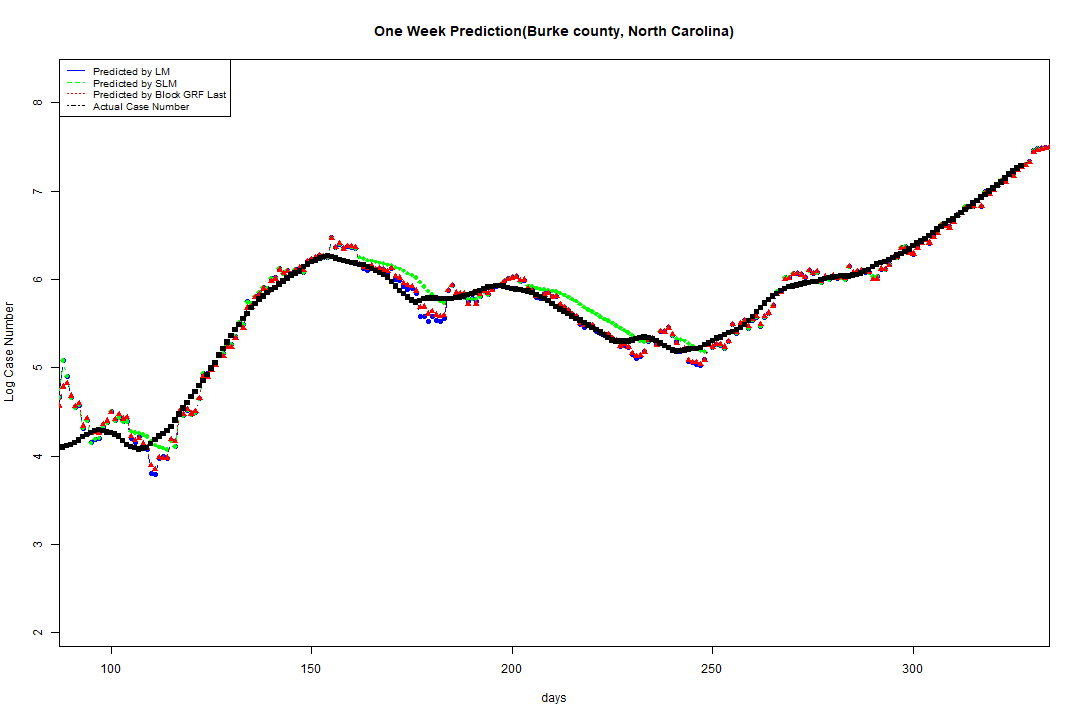 One Week Prediction(Burke county, North Carolina)
Predicted by LM
Predicted by SLM
Predicted by Block GRF Last
Actual Case Number
8
7
6
5
4
3
2
Log Case Number
100 150 200 250 300
days